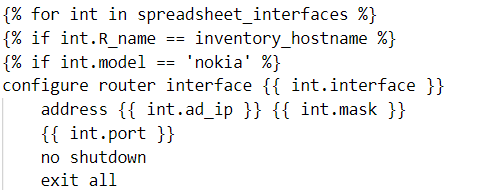 {% for int in spreadsheet_interfaces %}
{% if int.R_name == inventory_hostname %}
{% if int.model == 'nokia' %}
configure router interface {{ int.interface }}
    address {{ int.ad_ip }} {{ int.mask }}
    {{ int.port }}
    no shutdown
    exit all